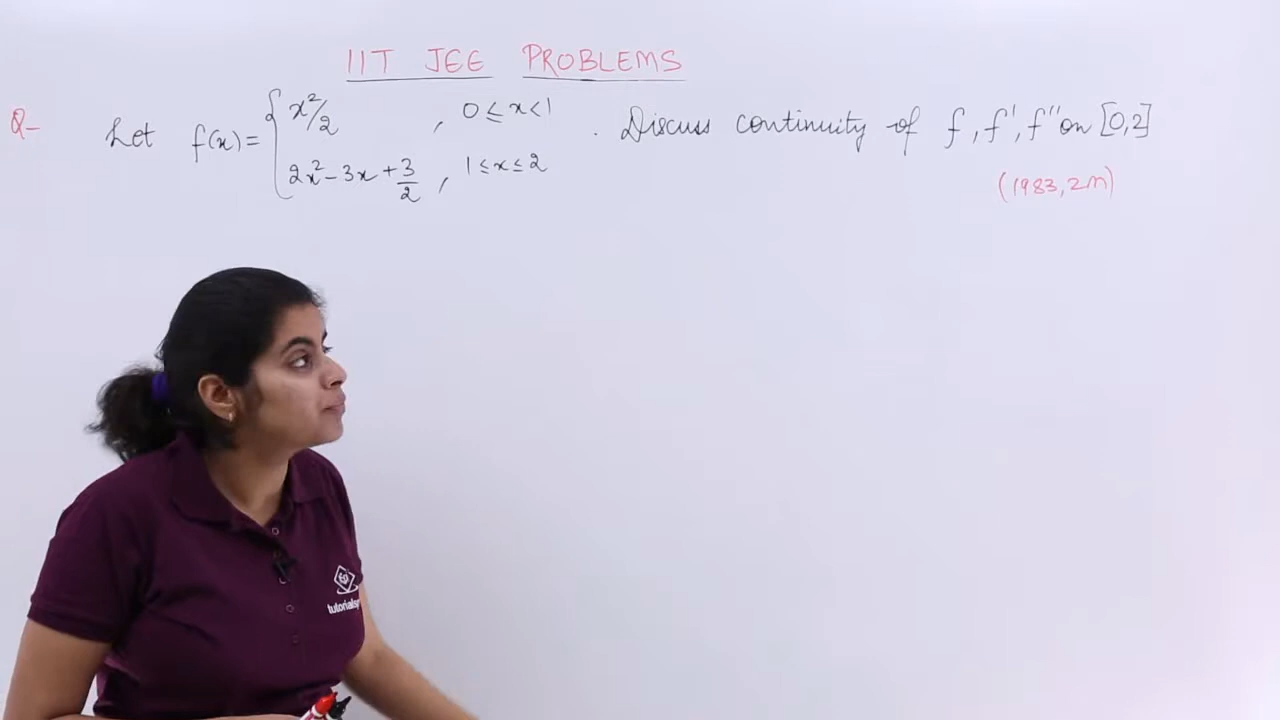 IIT JEE PROBLEMS
Q- Let f(x) = { x²/2 , 0 ≤ x < 1 . Discuss continuity of f, f', f'' on [0,2]
2x² - 3x + 3/2 , 1 ≤ x ≤ 2
(1983, 2m)